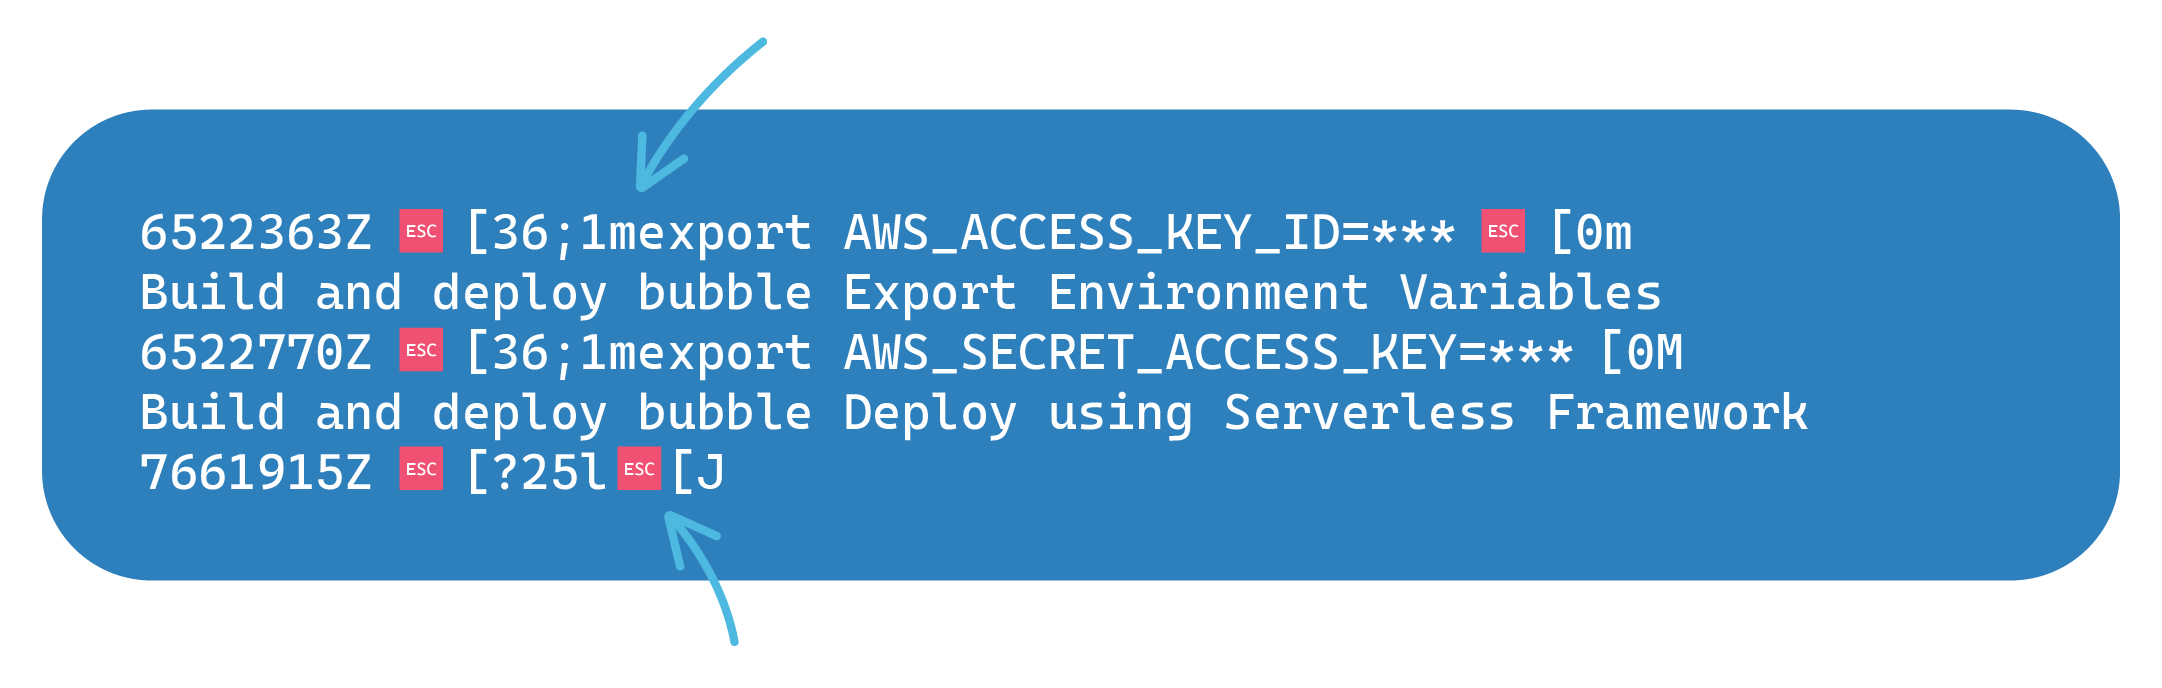 6522363Z ESC [36;1mexport AWS_ACCESS_KEY_ID=*** ESC [0m
Build and deploy bubble Export Environment Variables
6522770Z ESC [36;1mexport AWS_SECRET_ACCESS_KEY=*** [0M
Build and deploy bubble Deploy using Serverless Framework
7661915Z ESC [?25l ESC [J